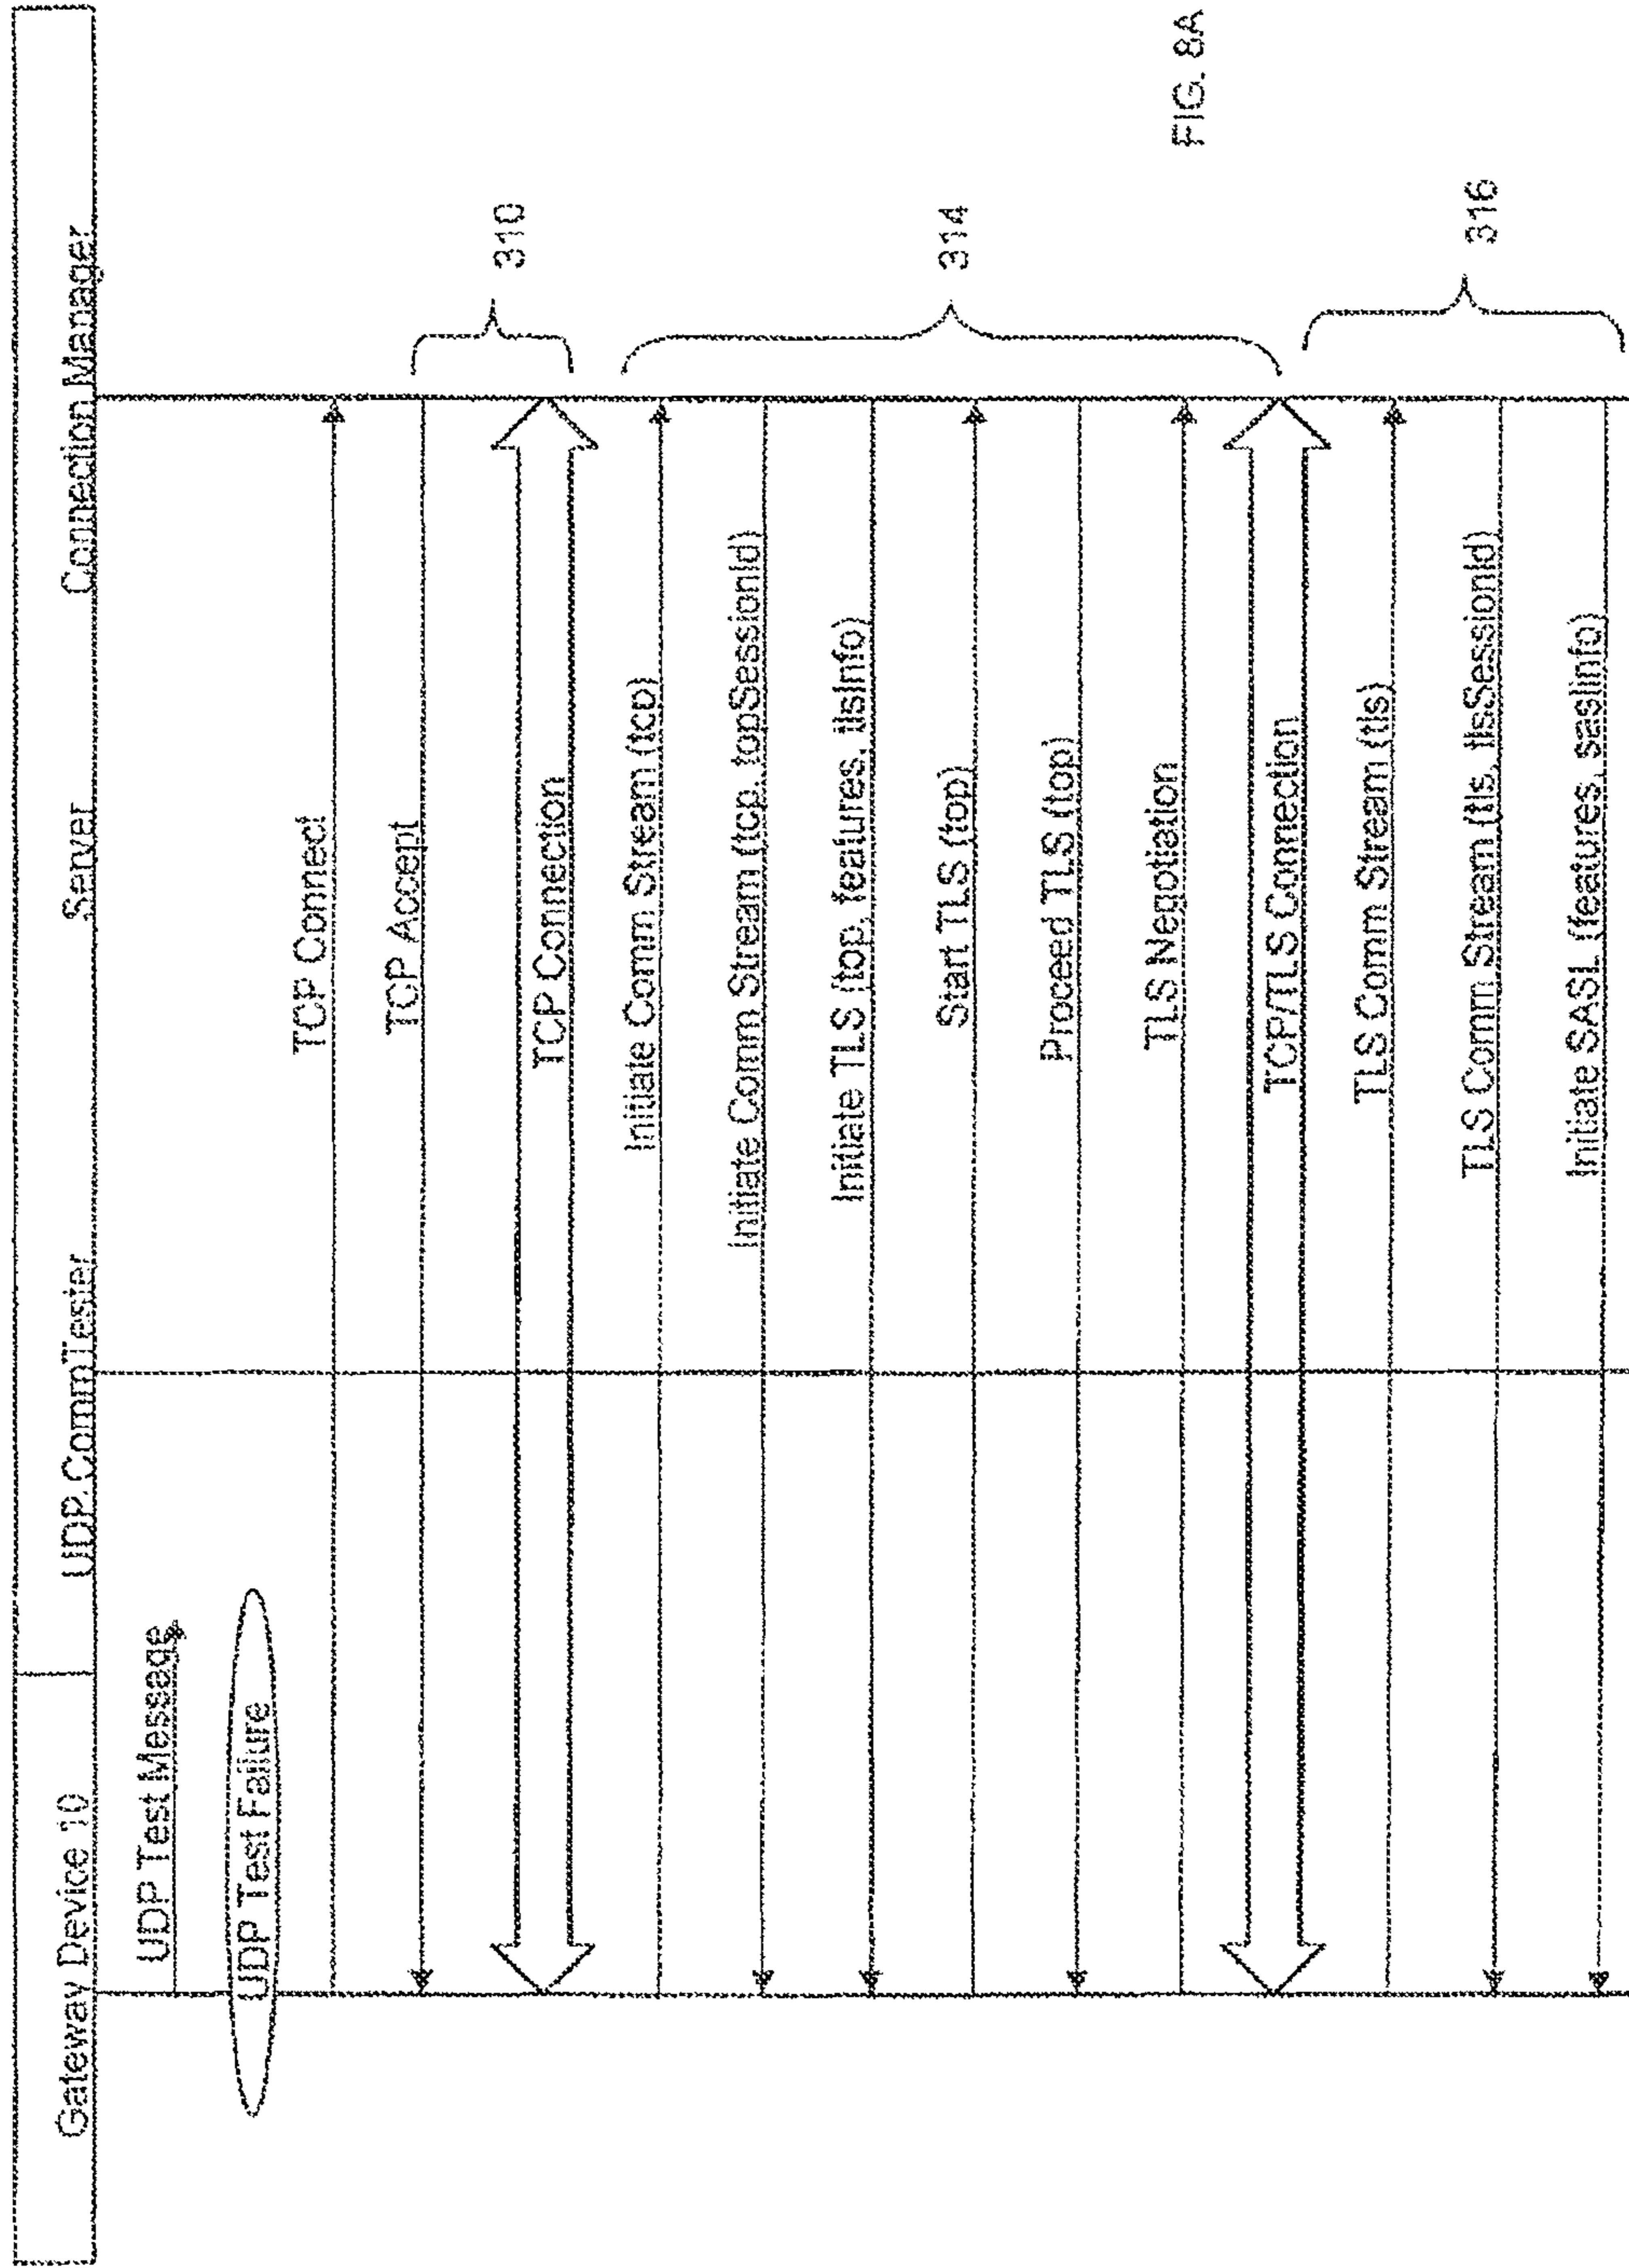 Gateway Device 10
UDP CommTester
Server
Connection Manager
UDP Test Message
UDP Test Failure
TCP Connect
TCP Accept
TCP Connection
310
Initiate Comm Stream (tcp)
Initiate Comm Stream (tcp, tcpSessionId)
Initiate TLS (tcp, features, tlsInfo)
Start TLS (tcp)
Proceed TLS (tcp)
TLS Negotiation
TCP/TLS Connection
314
TLS Comm Stream (tls)
TLS Comm Stream (tls, tlsSessionId)
Initiate SASL (features, saslInfo)
316
FIG. 8A